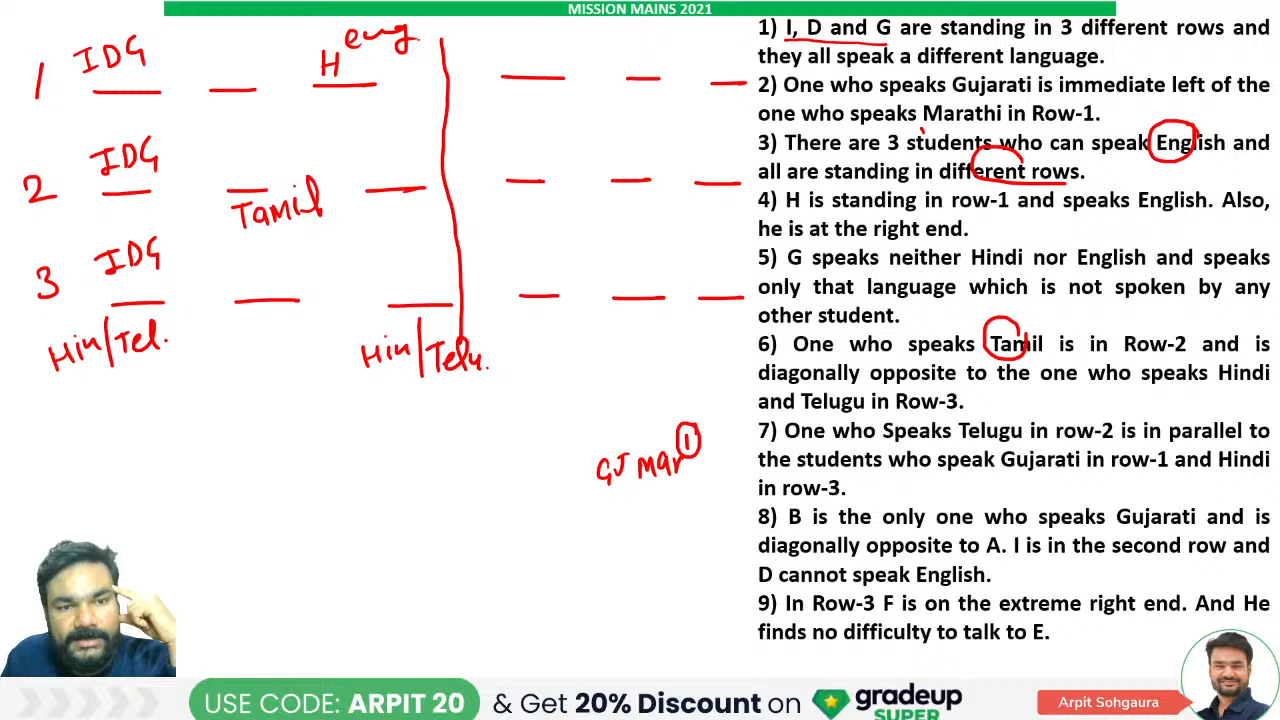 MISSION MAINS 2021
1) I, D and G are standing in 3 different rows and
they all speak a different language.
2) One who speaks Gujarati is immediate left of the
one who speaks Marathi in Row-1.
3) There are 3 students who can speak English and
all are standing in different rows.
4) H is standing in row-1 and speaks English. Also,
he is at the right end.
5) G speaks neither Hindi nor English and speaks
only that language which is not spoken by any
other student.
6) One who speaks Tamil is in Row-2 and is
diagonally opposite to the one who speaks Hindi
and Telugu in Row-3.
7) One who Speaks Telugu in row-2 is in parallel to
the students who speak Gujarati in row-1 and Hindi
in row-3.
8) B is the only one who speaks Gujarati and is
diagonally opposite to A. I is in the second row and
D cannot speak English.
9) In Row-3 F is on the extreme right end. And He
finds no difficulty to talk to E.
1 IDG H eng.
2 IDG
Tamil
3 IDG
Hin/Tel. Hin/Telu.
GJ Mar 1
USE CODE: ARPIT 20 & Get 20% Discount on gradeup
SUPER
Arpit Sohgaura